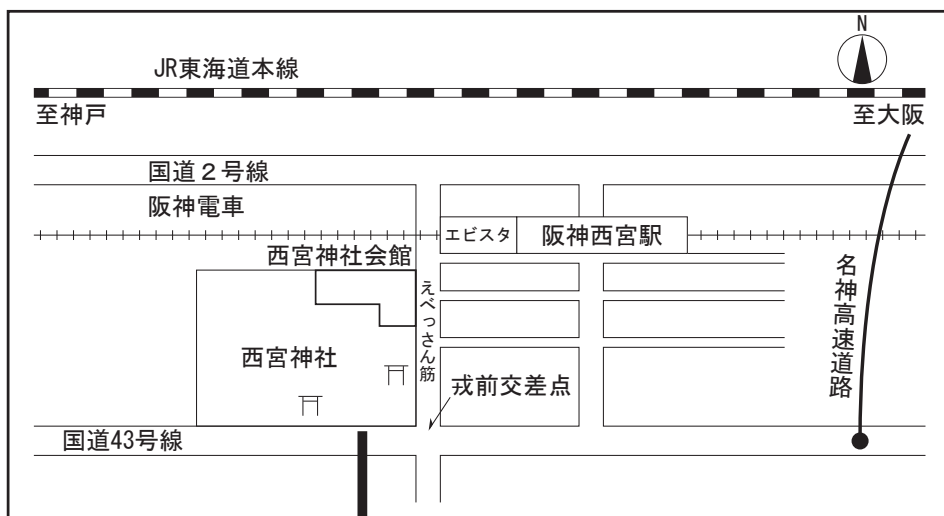 N
JR東海道本線
至神戸
至大阪
国道２号線
阪神電車
エビスタ
阪神西宮駅
西宮神社会館
えべっさん筋
名神高速道路
西宮神社
戎前交差点
国道43号線